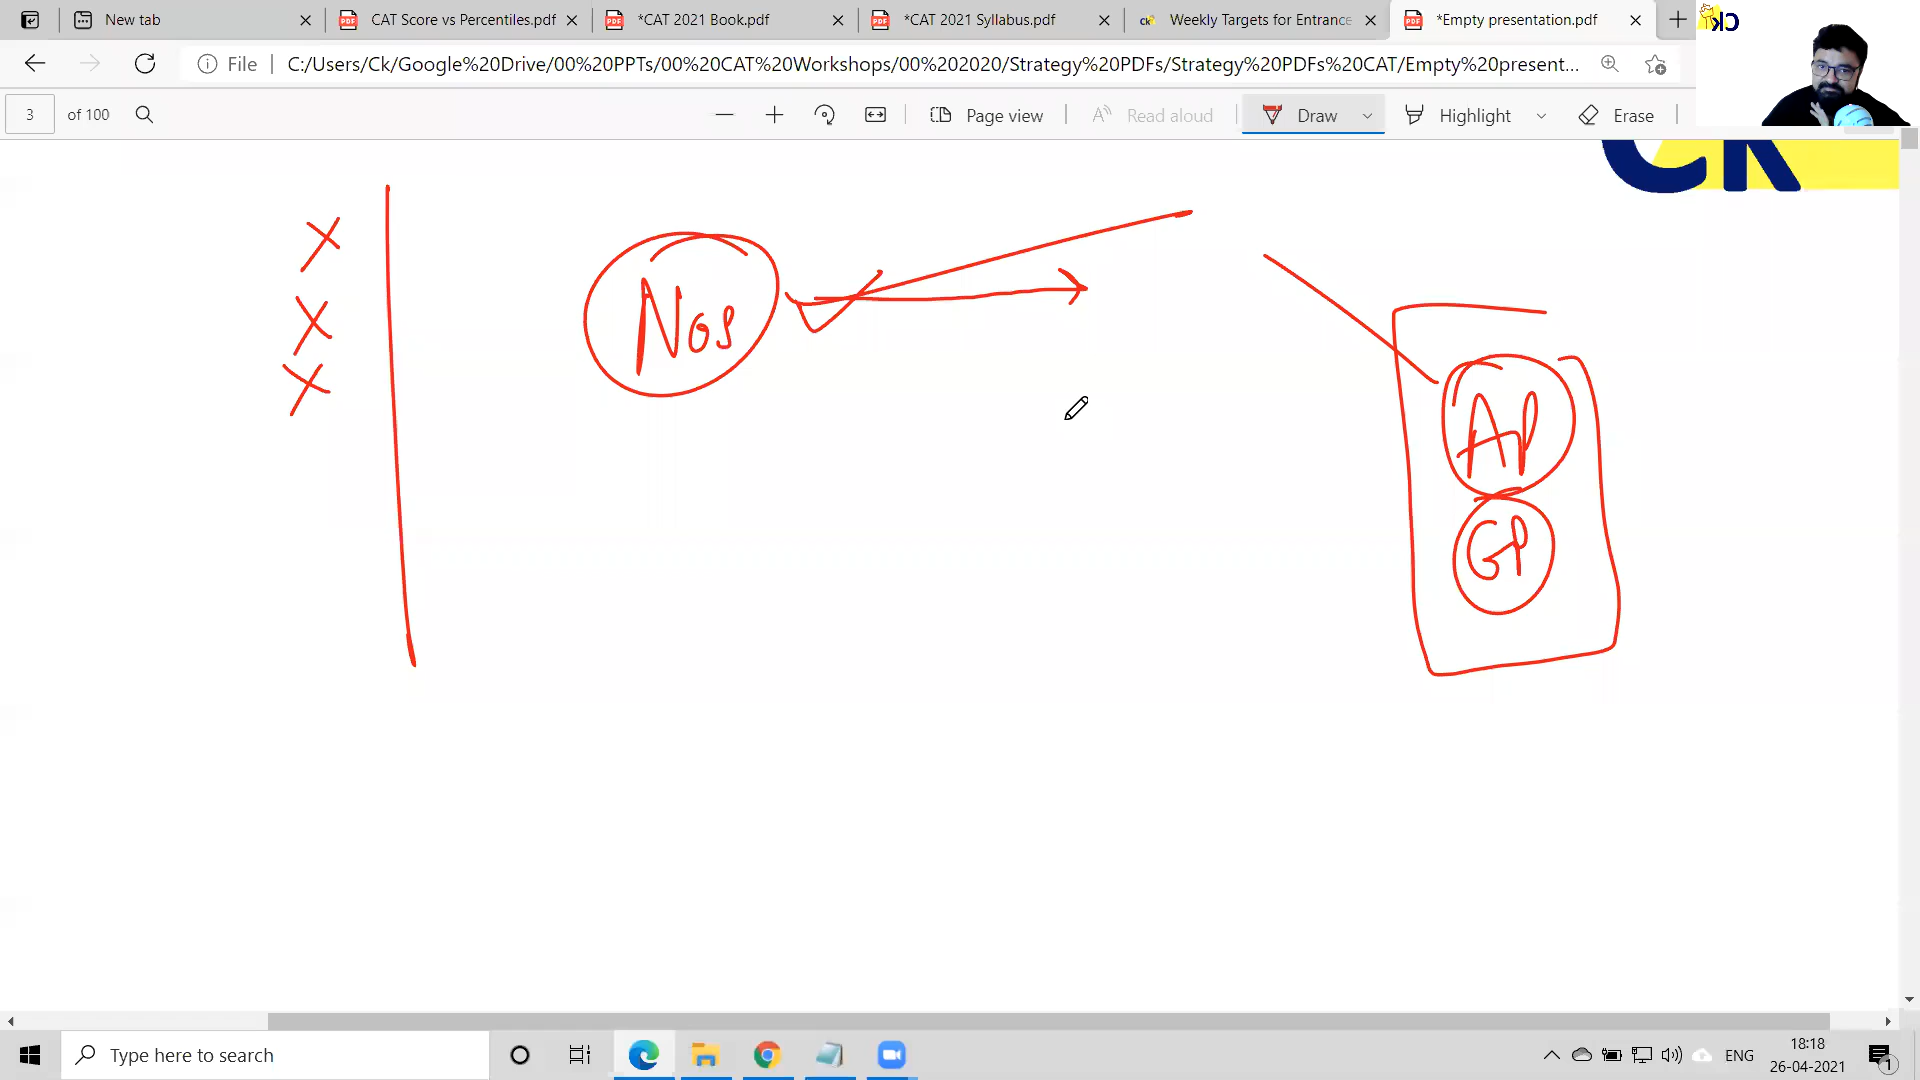 New tab
CAT Score vs Percentiles.pdf
*CAT 2021 Book.pdf
*CAT 2021 Syllabus.pdf
Weekly Targets for Entrance
*Empty presentation.pdf
File
C:/Users/Ck/Google%20Drive/00%20PPTs/00%20CAT%20Workshops/00%202020/Strategy%20PDFs/Strategy%20PDFs%20CAT/Empty%20present...
3 of 100
Page view
Read aloud
Draw
Highlight
Erase
CK
X
X
X
Nos
AP
GP
Type here to search
ENG
18:18
26-04-2021
1